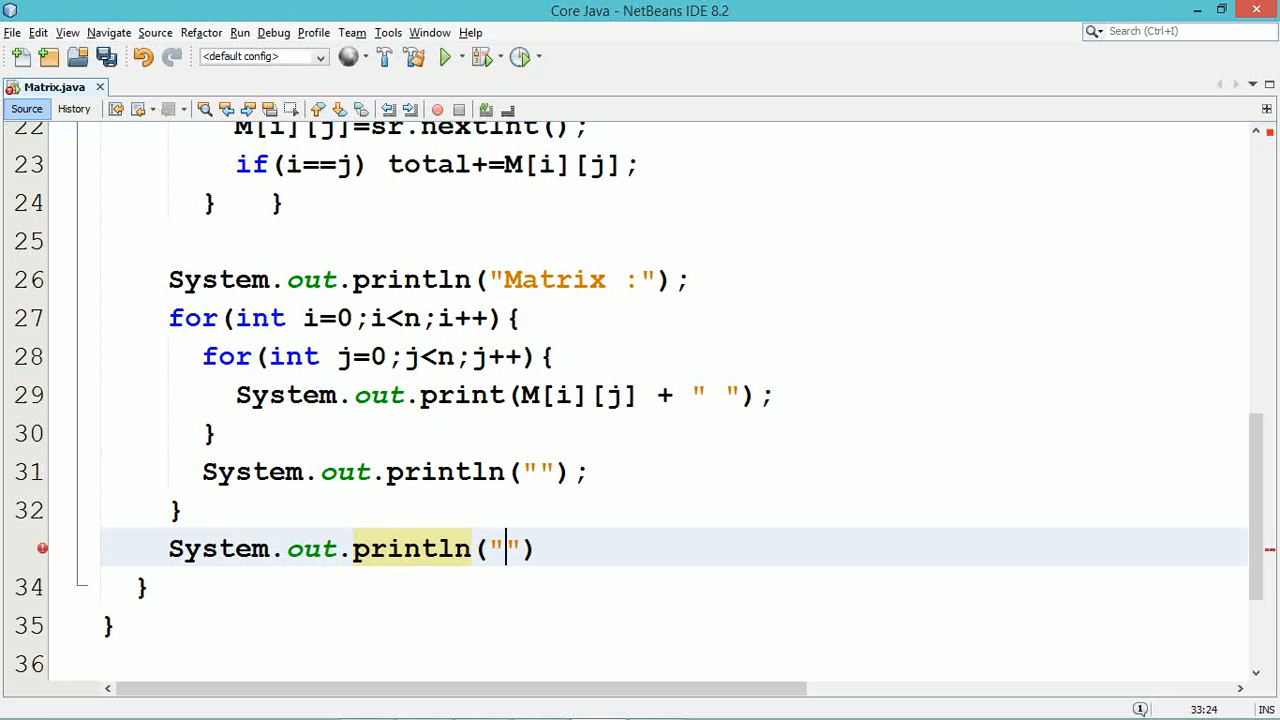 Core Java - NetBeans IDE 8.2
File Edit View Navigate Source Refactor Run Debug Profile Team Tools Window Help
Search (Ctrl+I)
<default config>
Matrix.java
Source History
22 M[i][j]=sr.nextInt();
23 if(i==j) total+=M[i][j];
24 } }
25
26 System.out.println("Matrix :");
27 for(int i=0;i<n;i++){
28 for(int j=0;j<n;j++){
29 System.out.print(M[i][j] + " ");
30 }
31 System.out.println("");
32 }
System.out.println("")
34 }
35 }
36
33:24 INS